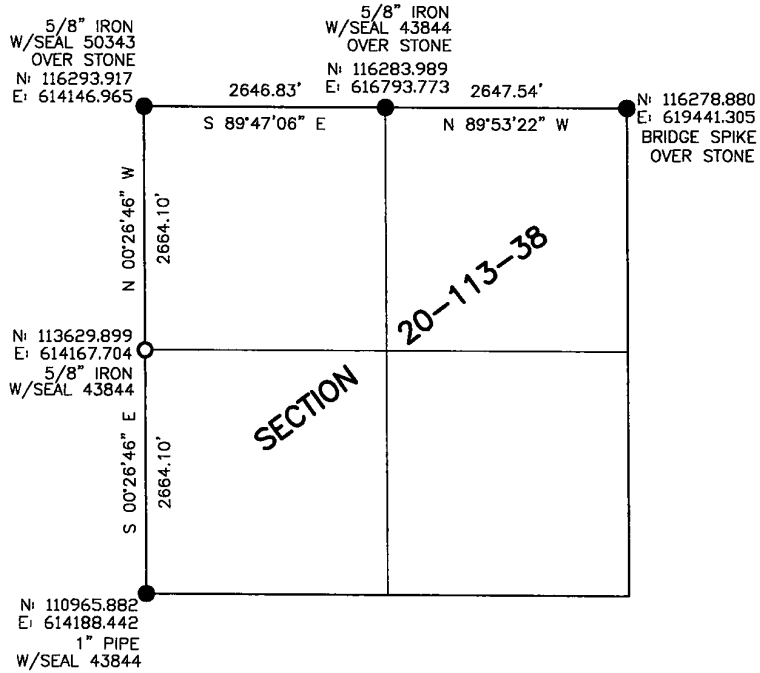 5/8" IRON
W/SEAL 50343
OVER STONE
N: 116293.917
E: 614146.965
5/8" IRON
W/SEAL 43844
OVER STONE
N: 116283.989
E: 616793.773
2646.83'
S 89°47'06" E
2647.54'
N 89°53'22" W
N: 116278.880
E: 619441.305
BRIDGE SPIKE
OVER STONE
N 00°26'46" W
2664.10'
N: 113629.899
E: 614167.704
5/8" IRON
W/SEAL 43844
SECTION 20-113-38
S 00°26'46" E
2664.10'
N: 110965.882
E: 614188.442
1" PIPE
W/SEAL 43844